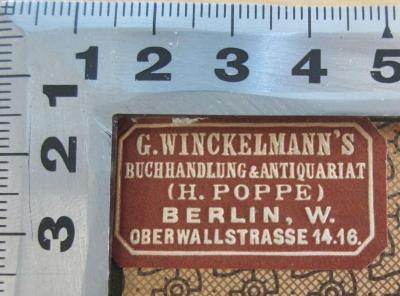 1 2 3 4 5
1
2
3
G. WINCKELMANN'S
BUCHHANDLUNG & ANTIQUARIAT
(H. POPPE)
BERLIN, W.
OBERWALLSTRASSE 14.16.